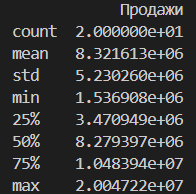 Продажи
count 2.000000e+01
mean 8.321613e+06
std 5.230260e+06
min 1.536908e+06
25% 3.470949e+06
50% 8.279397e+06
75% 1.048394e+07
max 2.004722e+07